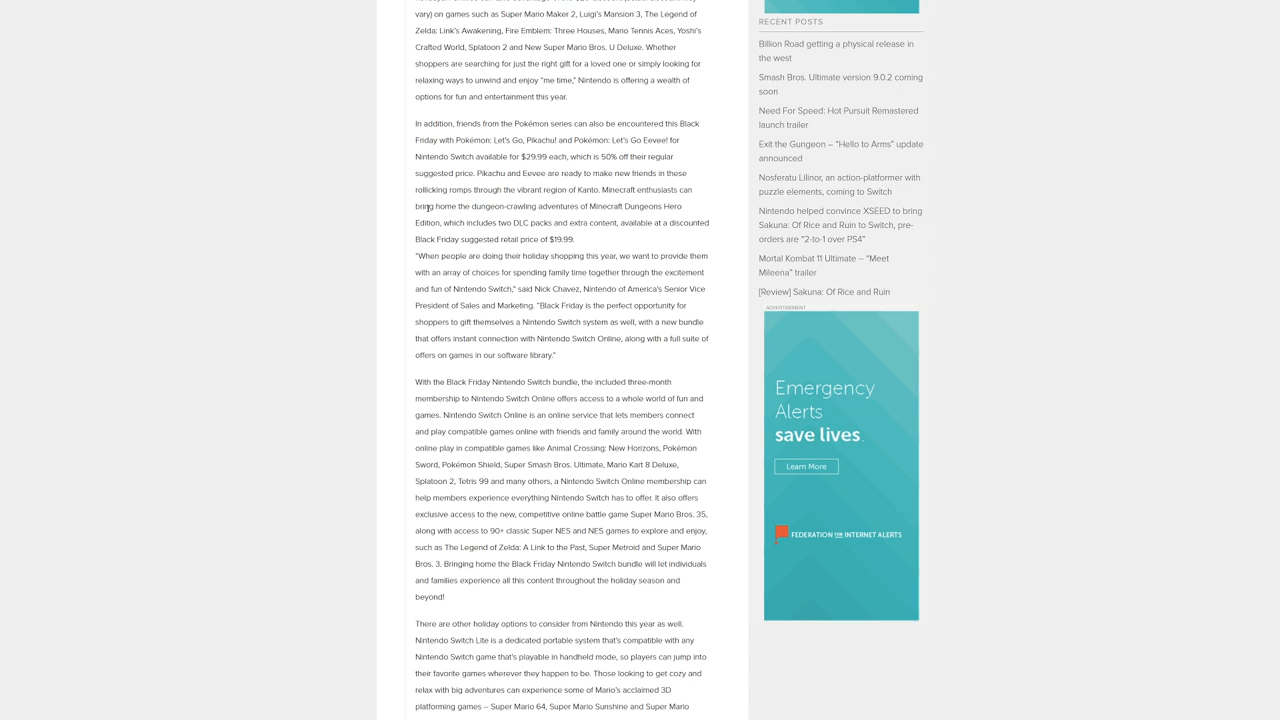 vary) on games such as Super Mario Maker 2, Luigi's Mansion 3, The Legend of
Zelda: Link's Awakening, Fire Emblem: Three Houses, Mario Tennis Aces, Yoshi's
Crafted World, Splatoon 2 and New Super Mario Bros. U Deluxe. Whether
shoppers are searching for just the right gift for a loved one or simply looking for
relaxing ways to unwind and enjoy “me time,” Nintendo is offering a wealth of
options for fun and entertainment this year.
In addition, friends from the Pokémon series can also be encountered this Black
Friday with Pokémon: Let's Go, Pikachu! and Pokémon: Let's Go Eevee! for
Nintendo Switch available for $29.99 each, which is 50% off their regular
suggested price. Pikachu and Eevee are ready to make new friends in these
rollicking romps through the vibrant region of Kanto. Minecraft enthusiasts can
bring home the dungeon-crawling adventures of Minecraft Dungeons Hero
Edition, which includes two DLC packs and extra content, available at a discounted
Black Friday suggested retail price of $19.99.
“When people are doing their holiday shopping this year, we want to provide them
with an array of choices for spending family time together through the excitement
and fun of Nintendo Switch,” said Nick Chavez, Nintendo of America's Senior Vice
President of Sales and Marketing. “Black Friday is the perfect opportunity for
shoppers to gift themselves a Nintendo Switch system as well, with a new bundle
that offers instant connection with Nintendo Switch Online, along with a full suite of
offers on games in our software library.”
With the Black Friday Nintendo Switch bundle, the included three-month
membership to Nintendo Switch Online offers access to a whole world of fun and
games. Nintendo Switch Online is an online service that lets members connect
and play compatible games online with friends and family around the world. With
online play in compatible games like Animal Crossing: New Horizons, Pokémon
Sword, Pokémon Shield, Super Smash Bros. Ultimate, Mario Kart 8 Deluxe,
Splatoon 2, Tetris 99 and many others, a Nintendo Switch Online membership can
help members experience everything Nintendo Switch has to offer. It also offers
exclusive access to the new, competitive online battle game Super Mario Bros. 35,
along with access to 90+ classic Super NES and NES games to explore and enjoy,
such as The Legend of Zelda: A Link to the Past, Super Metroid and Super Mario
Bros. 3. Bringing home the Black Friday Nintendo Switch bundle will let individuals
and families experience all this content throughout the holiday season and
beyond!
There are other holiday options to consider from Nintendo this year as well.
Nintendo Switch Lite is a dedicated portable system that's compatible with any
Nintendo Switch game that's playable in handheld mode, so players can jump into
their favorite games wherever they happen to be. Those looking to get cozy and
relax with big adventures can experience some of Mario's acclaimed 3D
platforming games – Super Mario 64, Super Mario Sunshine and Super Mario
RECENT POSTS
Billion Road getting a physical release in
the west
Smash Bros. Ultimate version 9.0.2 coming
soon
Need For Speed: Hot Pursuit Remastered
launch trailer
Exit the Gungeon – “Hello to Arms” update
announced
Nosferatu Lilinor, an action-platformer with
puzzle elements, coming to Switch
Nintendo helped convince XSEED to bring
Sakuna: Of Rice and Ruin to Switch, pre-
orders are “2-to-1 over PS4”
Mortal Kombat 11 Ultimate – “Meet
Mileena” trailer
[Review] Sakuna: Of Rice and Ruin
ADVERTISEMENT
Emergency
Alerts
save lives.
Learn More
FEDERATION FOR INTERNET ALERTS